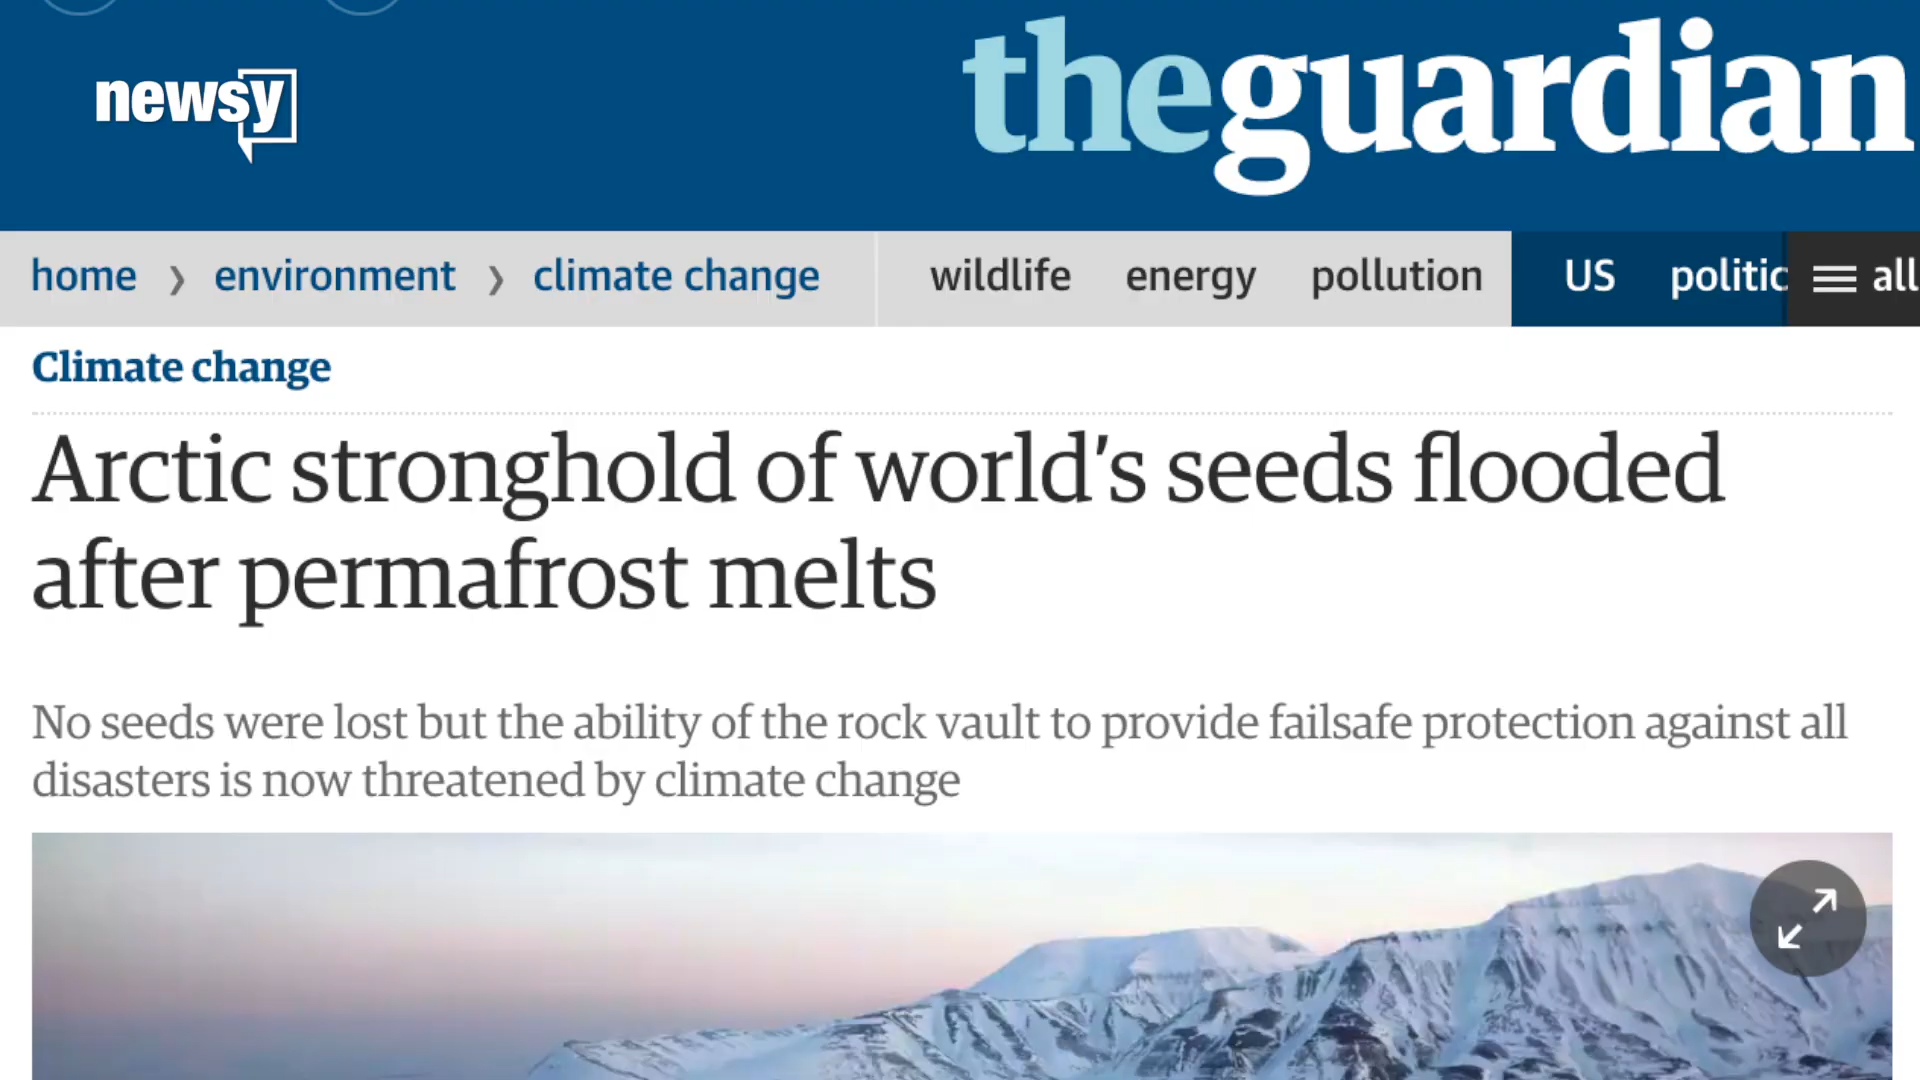 newsy
theguardian
home › environment › climate change wildlife energy pollution US politic all
Climate change
Arctic stronghold of world’s seeds flooded
after permafrost melts
No seeds were lost but the ability of the rock vault to provide failsafe protection against all
disasters is now threatened by climate change